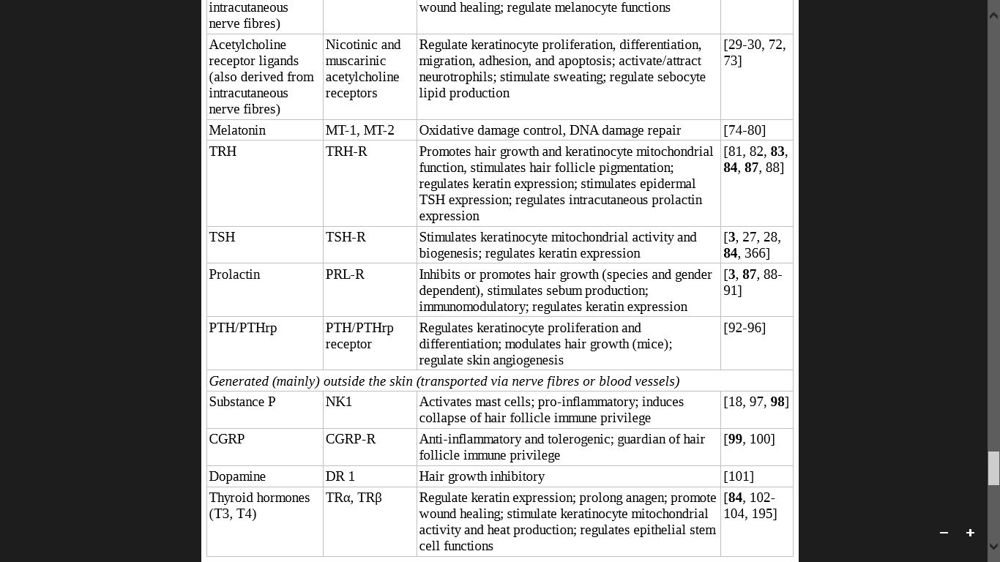 intracutaneous
nerve fibres)
wound healing; regulate melanocyte functions
Acetylcholine
receptor ligands
(also derived from
intracutaneous
nerve fibres)
Nicotinic and
muscarinic
acetylcholine
receptors
Regulate keratinocyte proliferation, differentiation,
migration, adhesion, and apoptosis; activate/attract
neurotrophils; stimulate sweating; regulate sebocyte
lipid production
[29-30, 72,
73]
Melatonin
MT-1, MT-2
Oxidative damage control, DNA damage repair
[74-80]
TRH
TRH-R
Promotes hair growth and keratinocyte mitochondrial
function, stimulates hair follicle pigmentation;
regulates keratin expression; stimulates epidermal
TSH expression; regulates intracutaneous prolactin
expression
[81, 82, 83,
84, 87, 88]
TSH
TSH-R
Stimulates keratinocyte mitochondrial activity and
biogenesis; regulates keratin expression
[3, 27, 28,
84, 366]
Prolactin
PRL-R
Inhibits or promotes hair growth (species and gender
dependent), stimulates sebum production;
immunomodulatory; regulates keratin expression
[3, 87, 88-
91]
PTH/PTHrp
PTH/PTHrp
receptor
Regulates keratinocyte proliferation and
differentiation; modulates hair growth (mice);
regulate skin angiogenesis
[92-96]
Generated (mainly) outside the skin (transported via nerve fibres or blood vessels)
Substance P
NK1
Activates mast cells; pro-inflammatory; induces
collapse of hair follicle immune privilege
[18, 97, 98]
CGRP
CGRP-R
Anti-inflammatory and tolerogenic; guardian of hair
follicle immune privilege
[99, 100]
Dopamine
DR 1
Hair growth inhibitory
[101]
Thyroid hormones
(T3, T4)
TRα, TRβ
Regulate keratin expression; prolong anagen; promote
wound healing; stimulate keratinocyte mitochondrial
activity and heat production; regulates epithelial stem
cell functions
[84, 102-
104, 195]